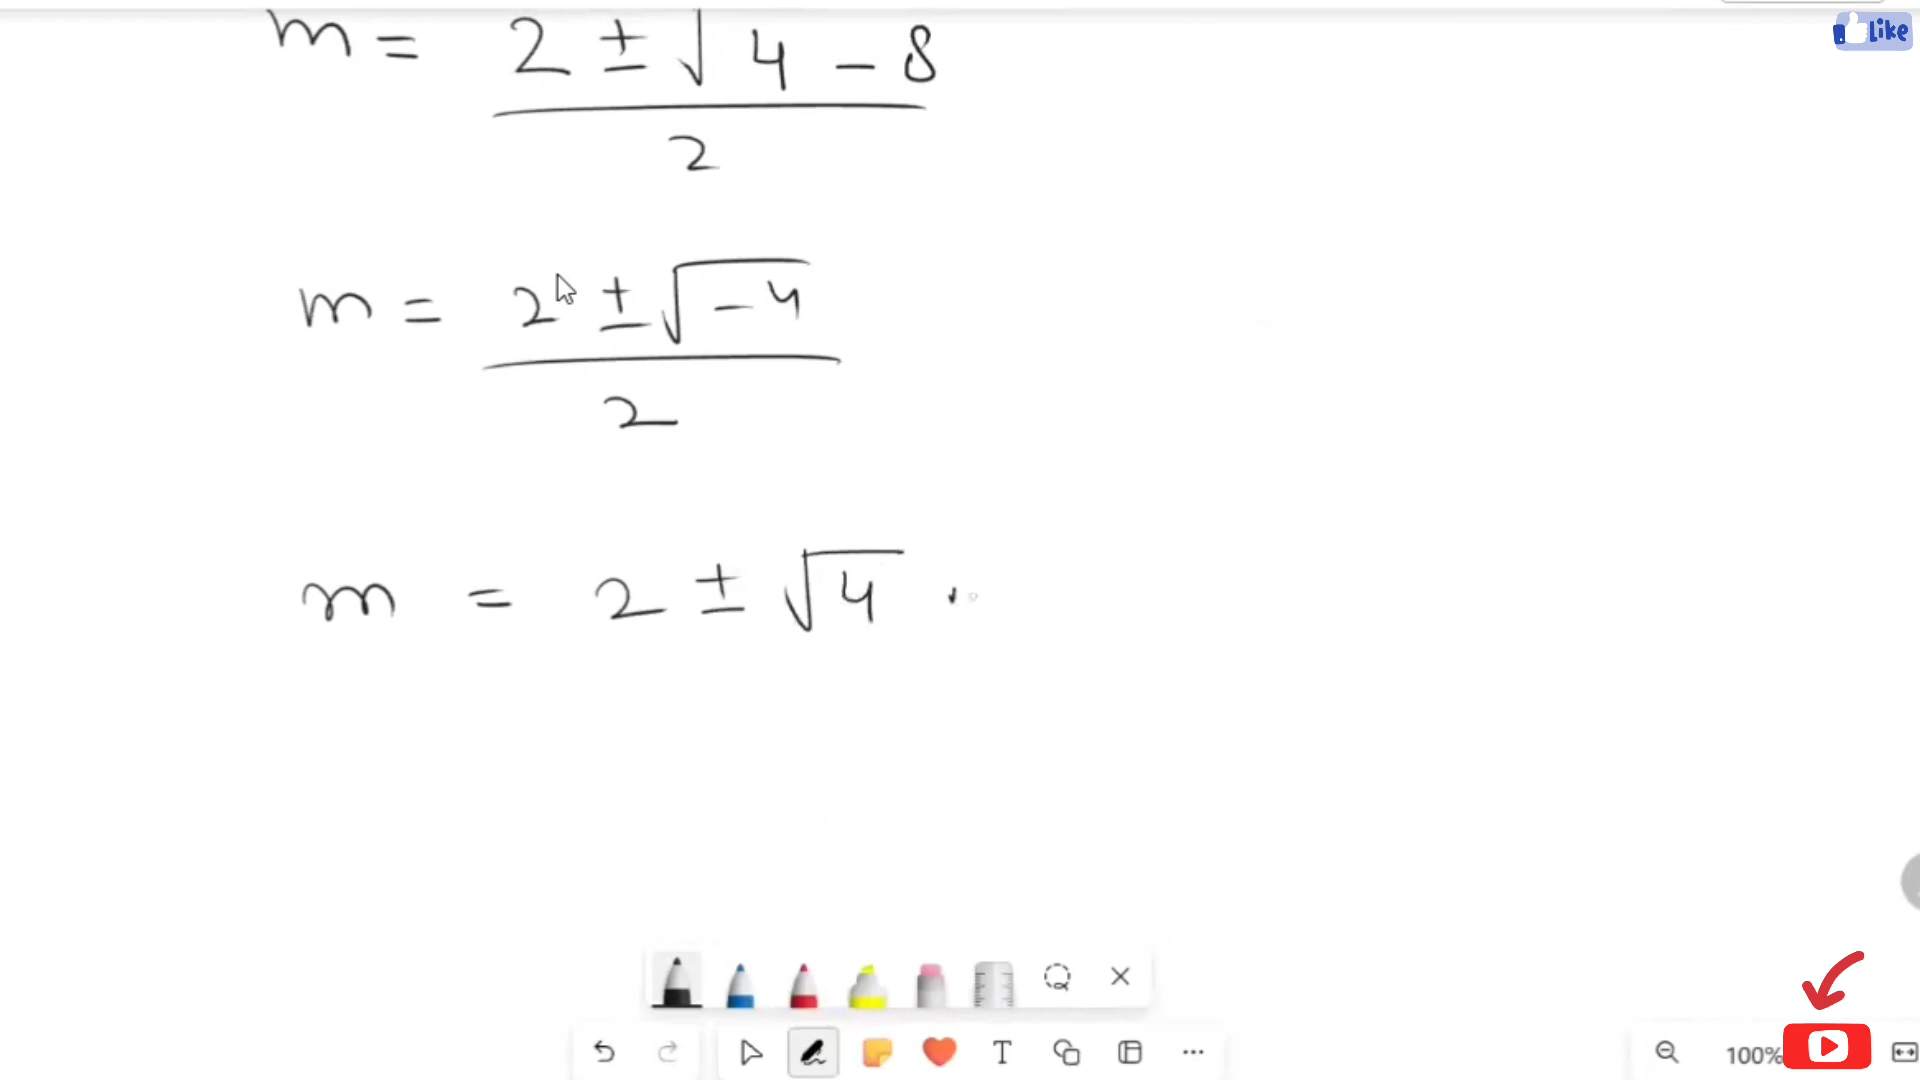 Like
m = 2 ± √ 4 - 8
2
m = 2 ± √-4
2
m = 2 ± √4 ·
T
100%